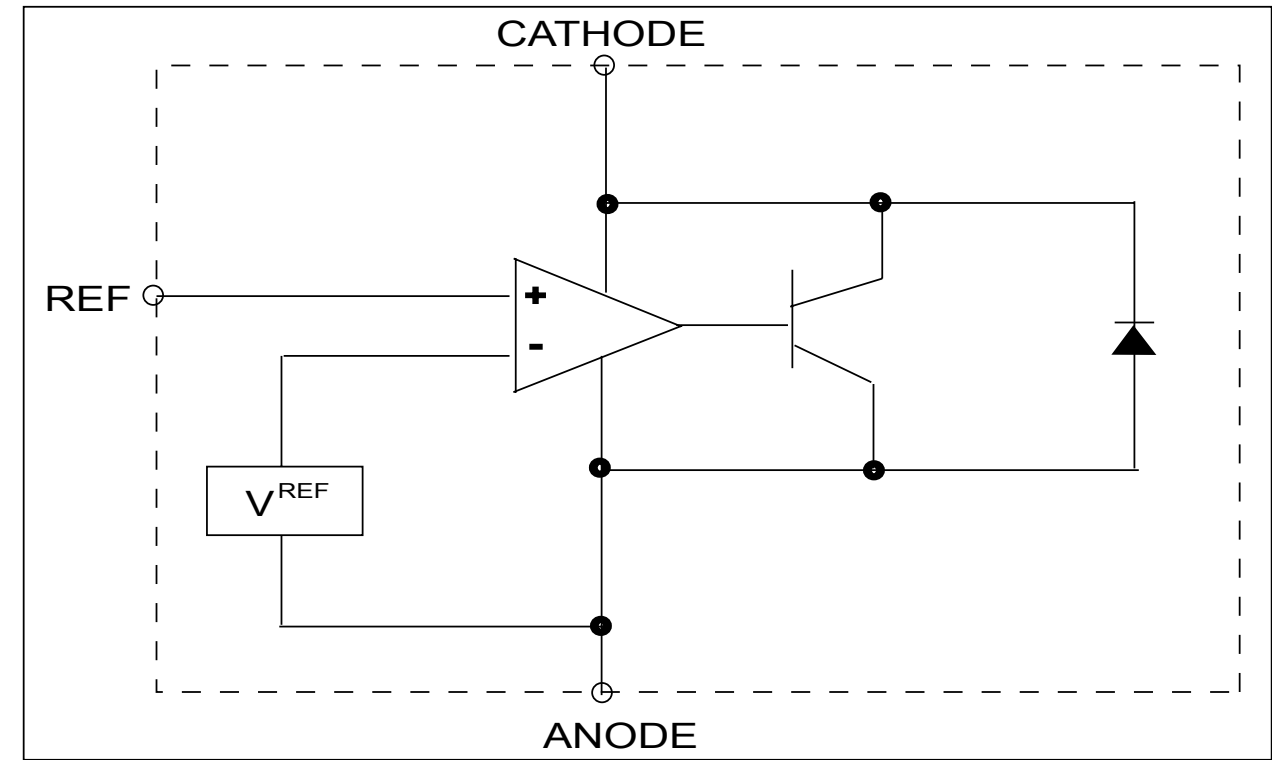 CATHODE
REF
+
-
V^REF
ANODE